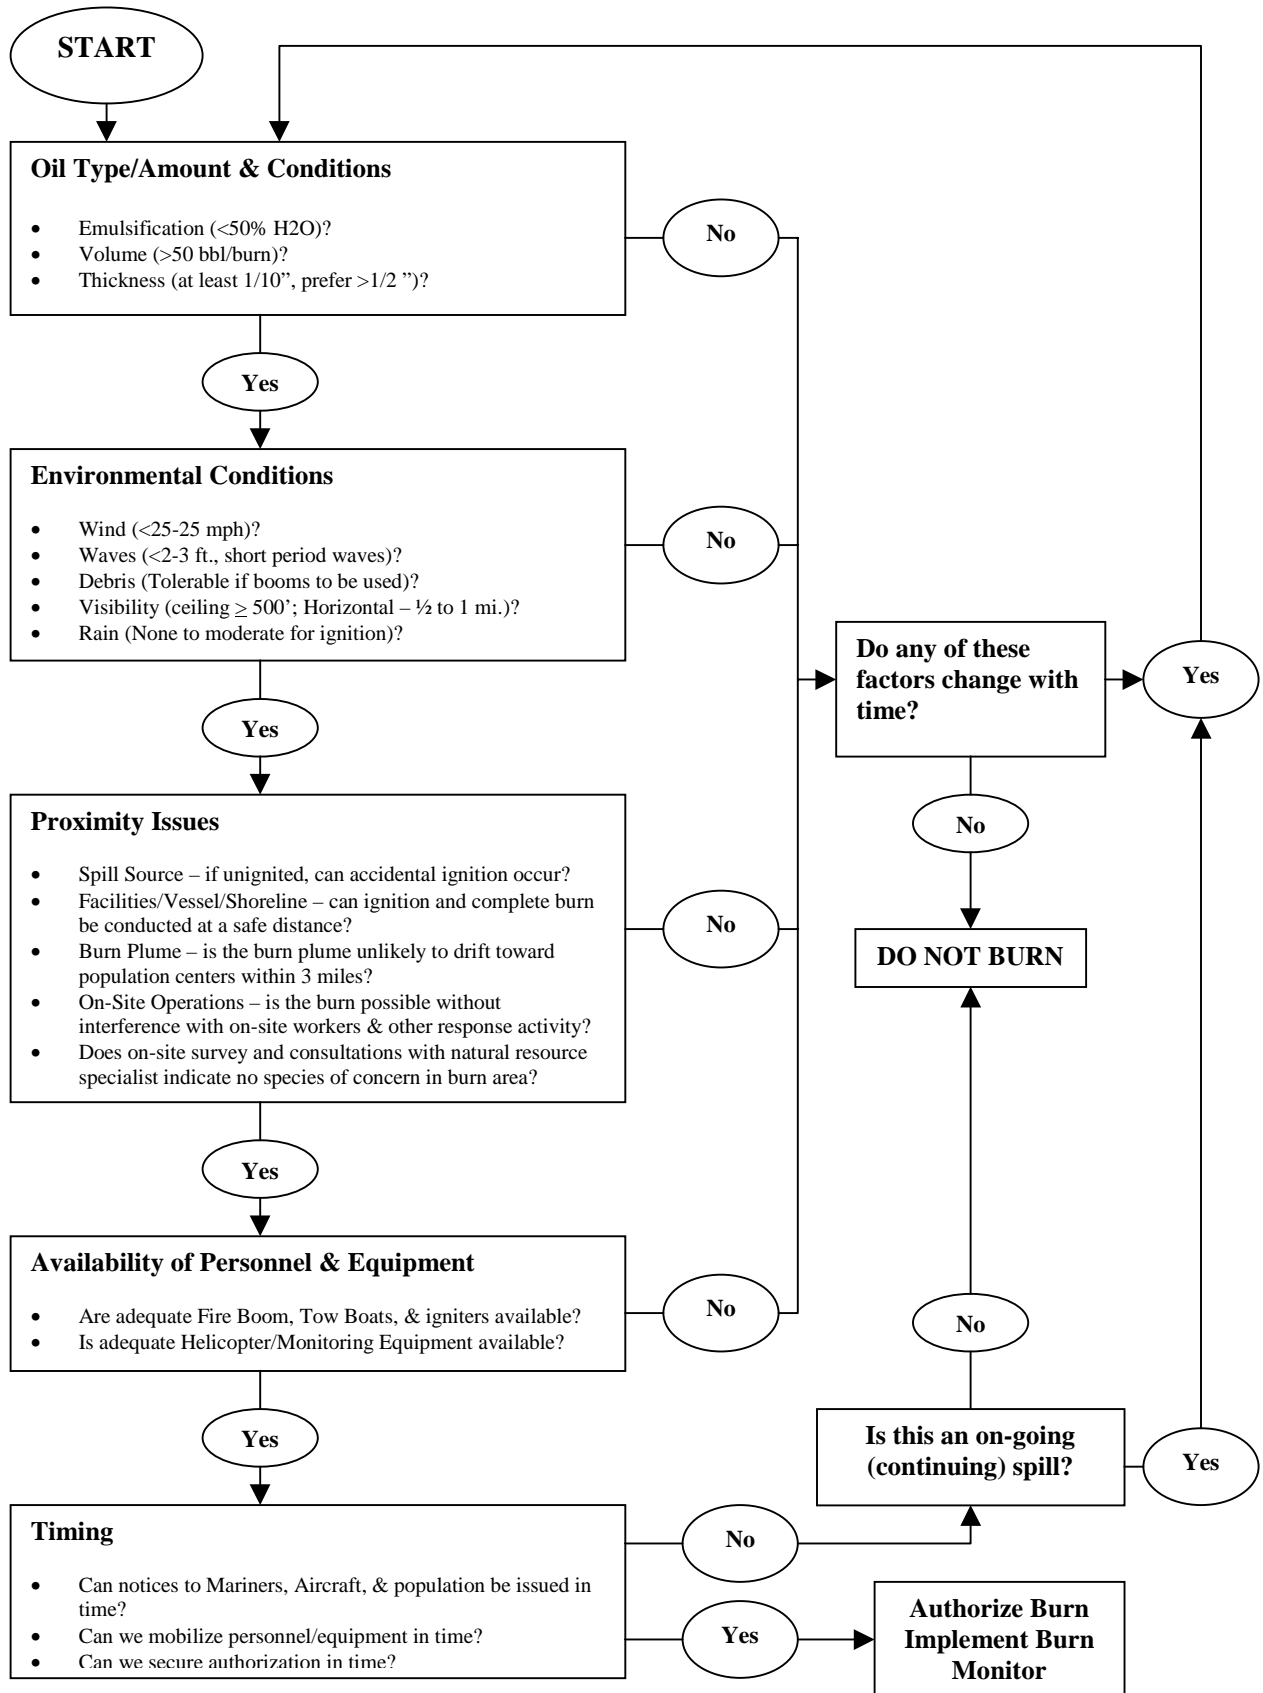 START
Oil Type/Amount & Conditions
• Emulsification (<50% H2O)?
• Volume (>50 bbl/burn)?
• Thickness (at least 1/10”, prefer >1/2 ”)?
No
Yes
Environmental Conditions
• Wind (<25-25 mph)?
• Waves (<2-3 ft., short period waves)?
• Debris (Tolerable if booms to be used)?
• Visibility (ceiling ≥ 500’; Horizontal – ½ to 1 mi.)?
• Rain (None to moderate for ignition)?
No
Do any of these
factors change with
time?
Yes
Yes
No
Proximity Issues
• Spill Source – if unignited, can accidental ignition occur?
• Facilities/Vessel/Shoreline – can ignition and complete burn
be conducted at a safe distance?
• Burn Plume – is the burn plume unlikely to drift toward
population centers within 3 miles?
• On-Site Operations – is the burn possible without
interference with on-site workers & other response activity?
• Does on-site survey and consultations with natural resource
specialist indicate no species of concern in burn area?
No
DO NOT BURN
Yes
Availability of Personnel & Equipment
• Are adequate Fire Boom, Tow Boats, & igniters available?
• Is adequate Helicopter/Monitoring Equipment available?
No
No
Yes
Is this an on-going
(continuing) spill?
Yes
Timing
• Can notices to Mariners, Aircraft, & population be issued in
time?
• Can we mobilize personnel/equipment in time?
• Can we secure authorization in time?
No
Yes
Authorize Burn
Implement Burn
Monitor